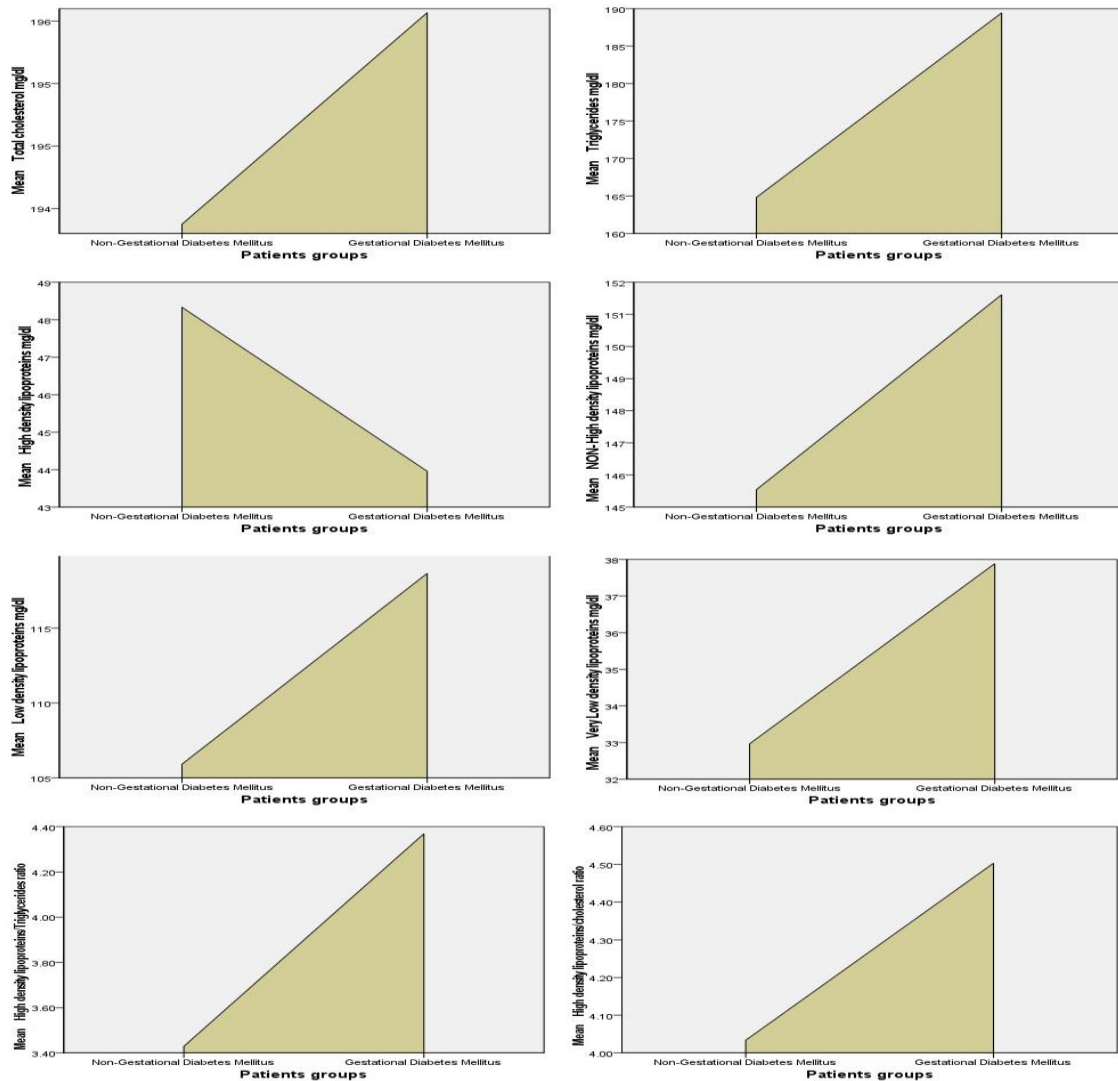 Mean Total cholesterol mg/dl
196
195
195
194
Non-Gestational Diabetes Mellitus Gestational Diabetes Mellitus
Patients groups
Mean Triglycerides mg/dl
190
185
180
175
170
165
160
Non-Gestational Diabetes Mellitus Gestational Diabetes Mellitus
Patients groups
Mean High density lipoproteins mg/dl
49
48
47
46
45
44
43
Non-Gestational Diabetes Mellitus Gestational Diabetes Mellitus
Patients groups
Mean NON- High density lipoproteins mg/dl
152
151
150
149
148
147
146
145
Non-Gestational Diabetes Mellitus Gestational Diabetes Mellitus
Patients groups
Mean Low density lipoproteins mg/dl
115
110
105
Non-Gestational Diabetes Mellitus Gestational Diabetes Mellitus
Patients groups
Mean Very Low density lipoproteins mg/dl
38
37
36
35
34
33
32
Non-Gestational Diabetes Mellitus Gestational Diabetes Mellitus
Patients groups
Mean High density lipoproteins/Triglycerides ratio
4.40
4.20
4.00
3.80
3.60
3.40
Non-Gestational Diabetes Mellitus Gestational Diabetes Mellitus
Patients groups
Mean High density lipoproteins/cholesterol ratio
4.60
4.50
4.40
4.30
4.20
4.10
4.00
Non-Gestational Diabetes Mellitus Gestational Diabetes Mellitus
Patients groups